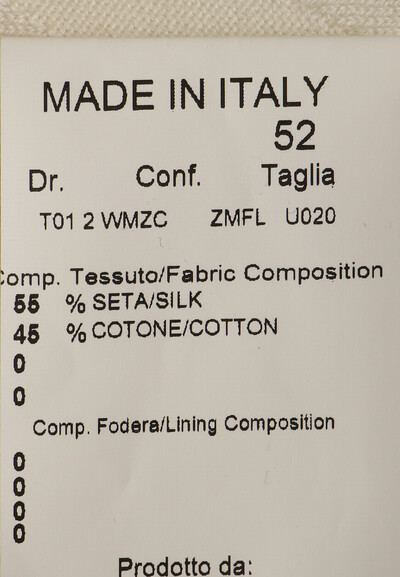 MADE IN ITALY
52
Dr. Conf. Taglia
T01 2 WMZC ZMFL U020
Comp. Tessuto/Fabric Composition
55 % SETA/SILK
45 % COTONE/COTTON
0
0
Comp. Fodera/Lining Composition
0
0
0
0
Prodotto da: